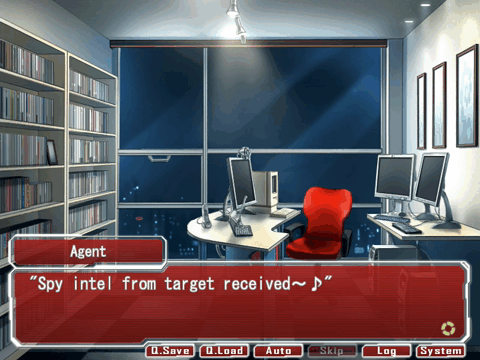 Agent
"Spy intel from target received～♪"
Q.Save Q.Load Auto Skip Log System